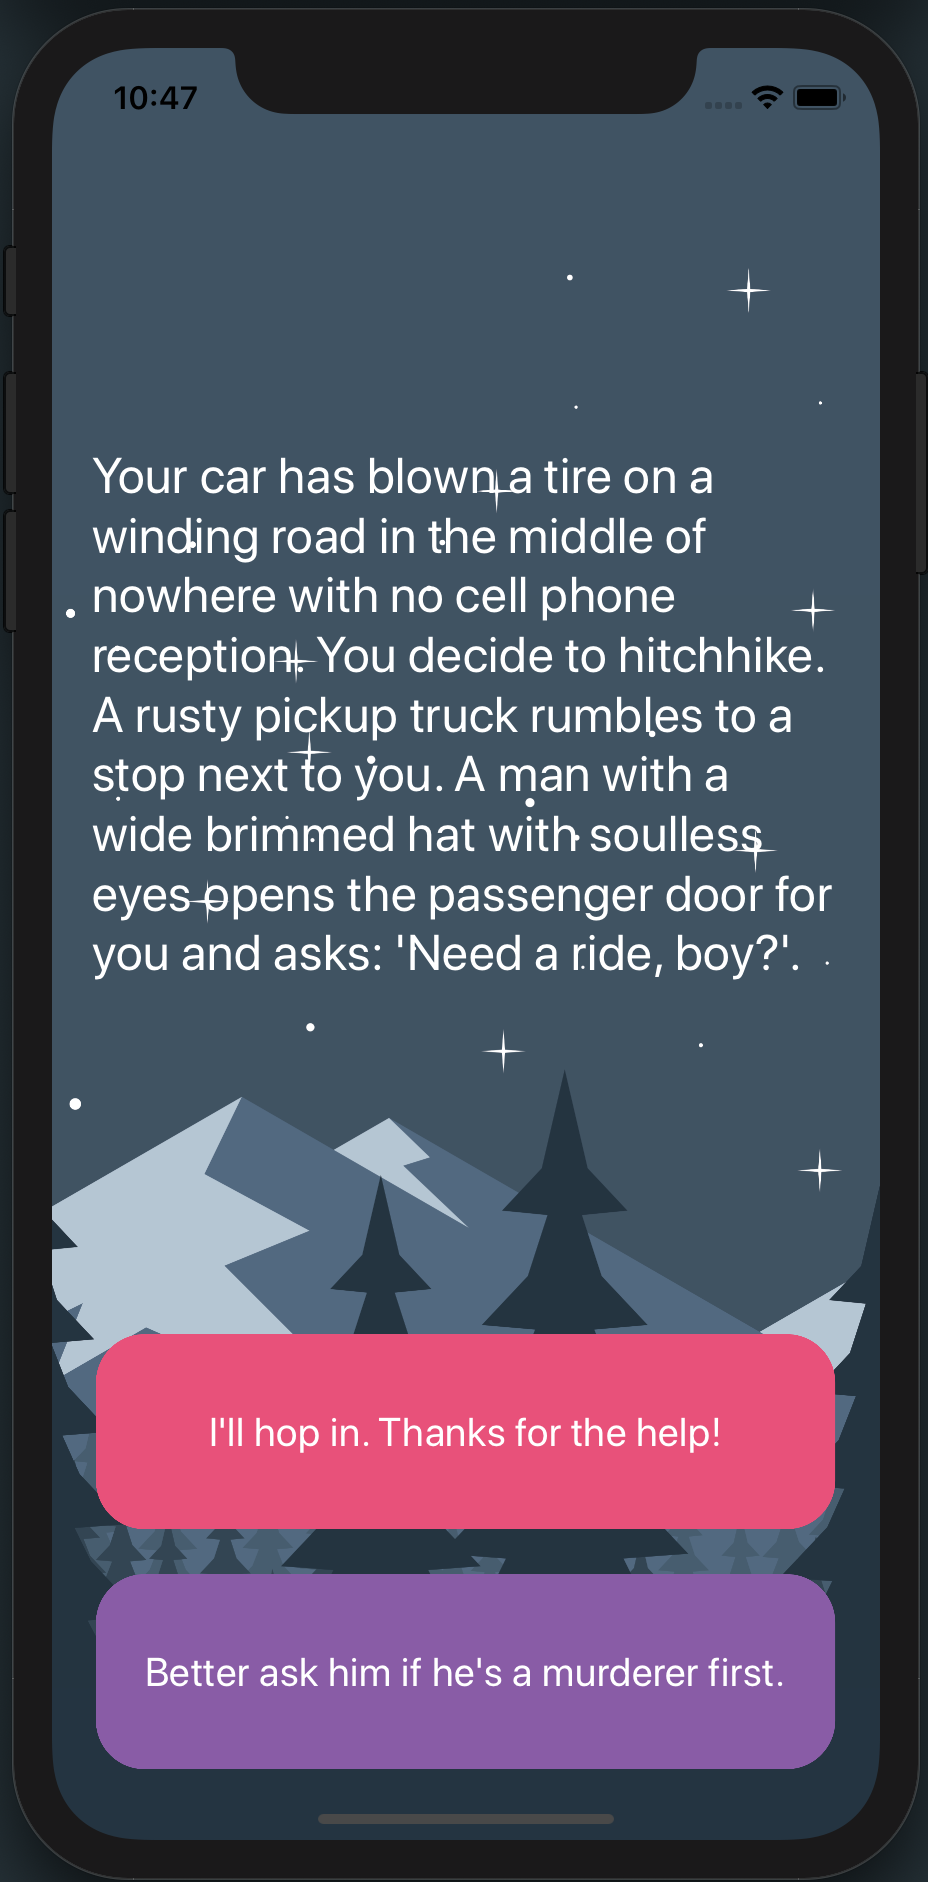 10:47
Your car has blown a tire on a
winding road in the middle of
nowhere with no cell phone
reception. You decide to hitchhike.
A rusty pickup truck rumbles to a
stop next to you. A man with a
wide brimmed hat with soulless
eyes opens the passenger door for
you and asks: 'Need a ride, boy?'.
I'll hop in. Thanks for the help!
Better ask him if he's a murderer first.